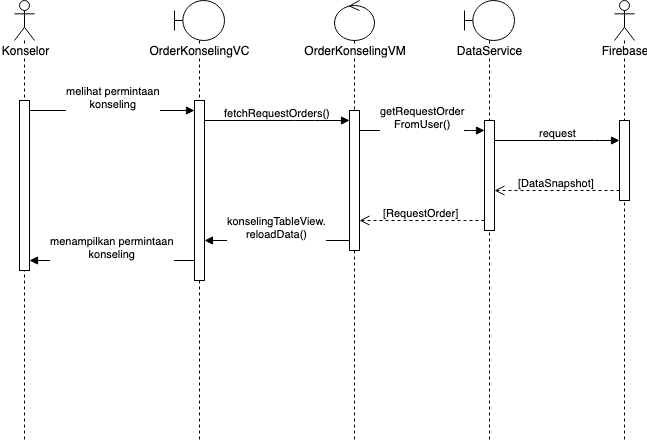 Konselor
OrderKonselingVC
OrderKonselingVM
DataService
Firebase
melihat permintaan
konseling
fetchRequestOrders()
getRequestOrder
FromUser()
request
[DataSnapshot]
[RequestOrder]
konselingTableView.
reloadData()
menampilkan permintaan
konseling